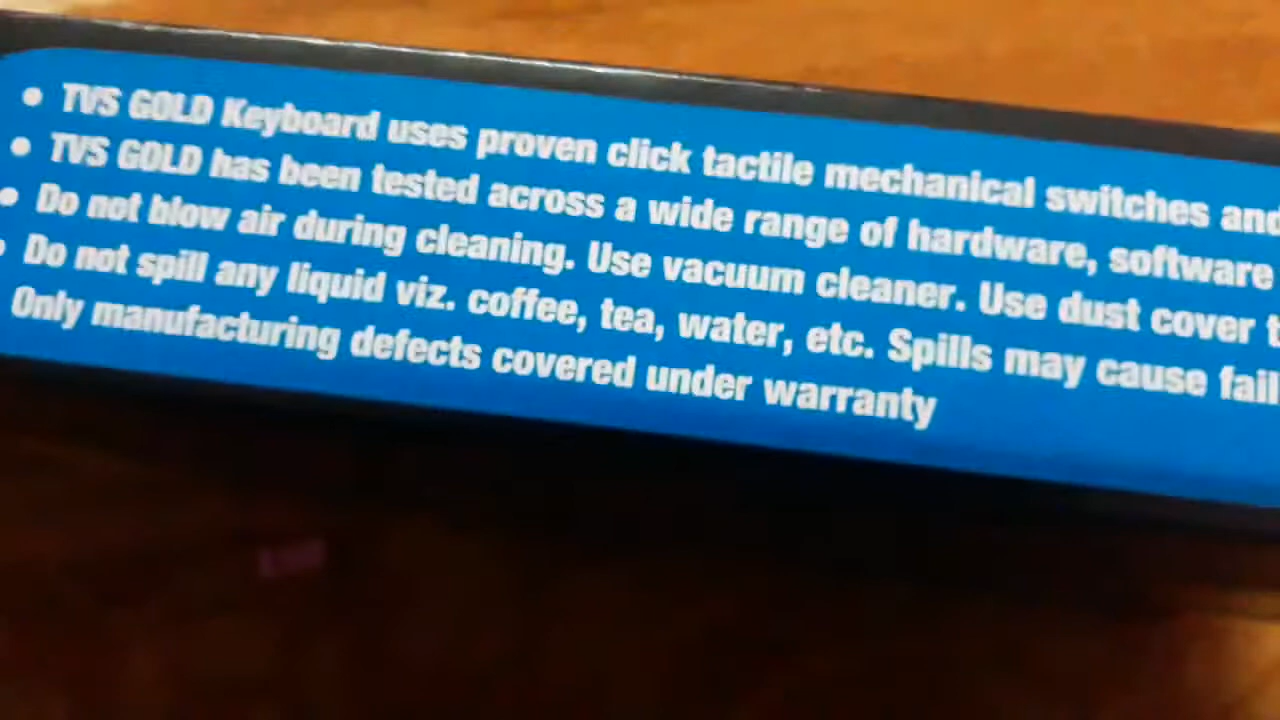 • TVS GOLD Keyboard uses proven click tactile mechanical switches and
• TVS GOLD has been tested across a wide range of hardware, software
• Do not blow air during cleaning. Use vacuum cleaner. Use dust cover
• Do not spill any liquid viz. coffee, tea, water, etc. Spills may cause
Only manufacturing defects covered under warranty